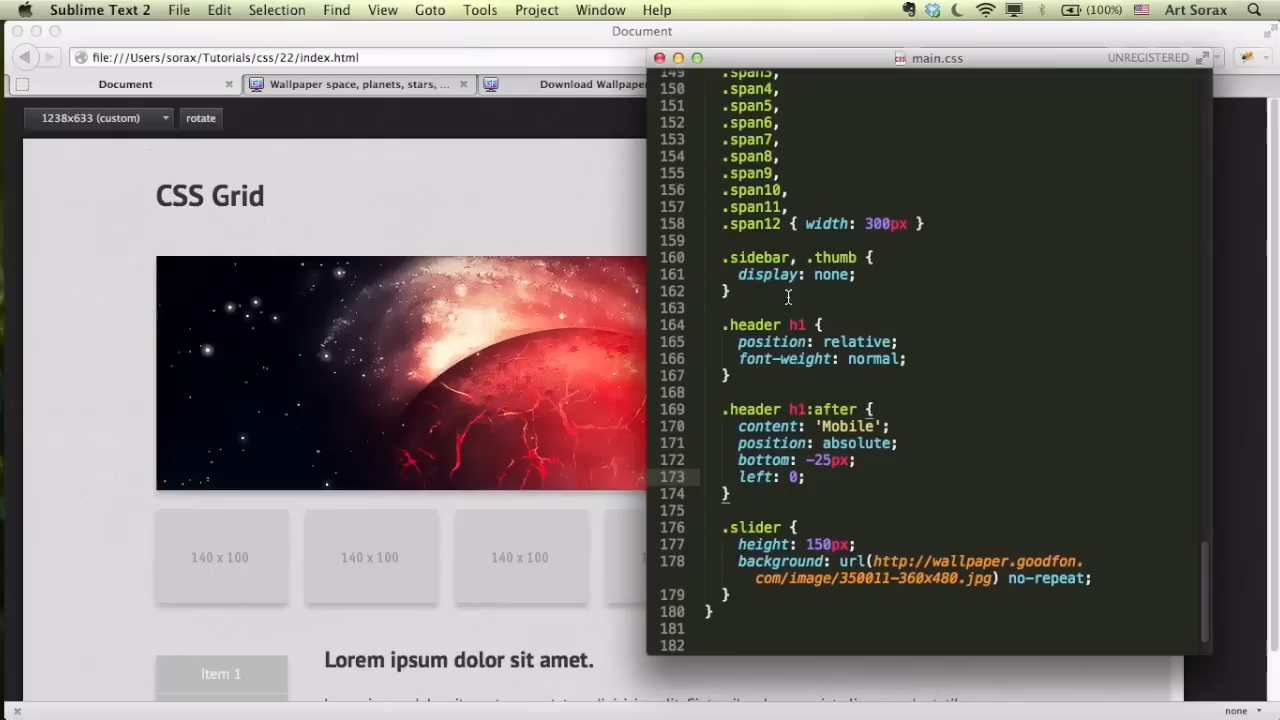 Sublime Text 2 File Edit Selection Find View Goto Tools Project Window Help (100%) Art Sorax
Document
file:///Users/sorax/Tutorials/css/22/index.html
Document
Wallpaper space, planets, stars, ...
Download Wallpaper
1238x633 (custom)
rotate
CSS Grid
140 x 100
140 x 100
140 x 100
Item 1
Lorem ipsum dolor sit amet.
main.css
UNREGISTERED
149 .span3,
150 .span4,
151 .span5,
152 .span6,
153 .span7,
154 .span8,
155 .span9,
156 .span10,
157 .span11,
158 .span12 { width: 300px }
159
160 .sidebar, .thumb {
161 display: none;
162 }
163
164 .header h1 {
165 position: relative;
166 font-weight: normal;
167 }
168
169 .header h1:after {
170 content: 'Mobile';
171 position: absolute;
172 bottom: -25px;
173 left: 0;
174 }
175
176 .slider {
177 height: 150px;
178 background: url(http://wallpaper.goodfon.
com/image/350011-360x480.jpg) no-repeat;
179 }
180 }
181
182
none